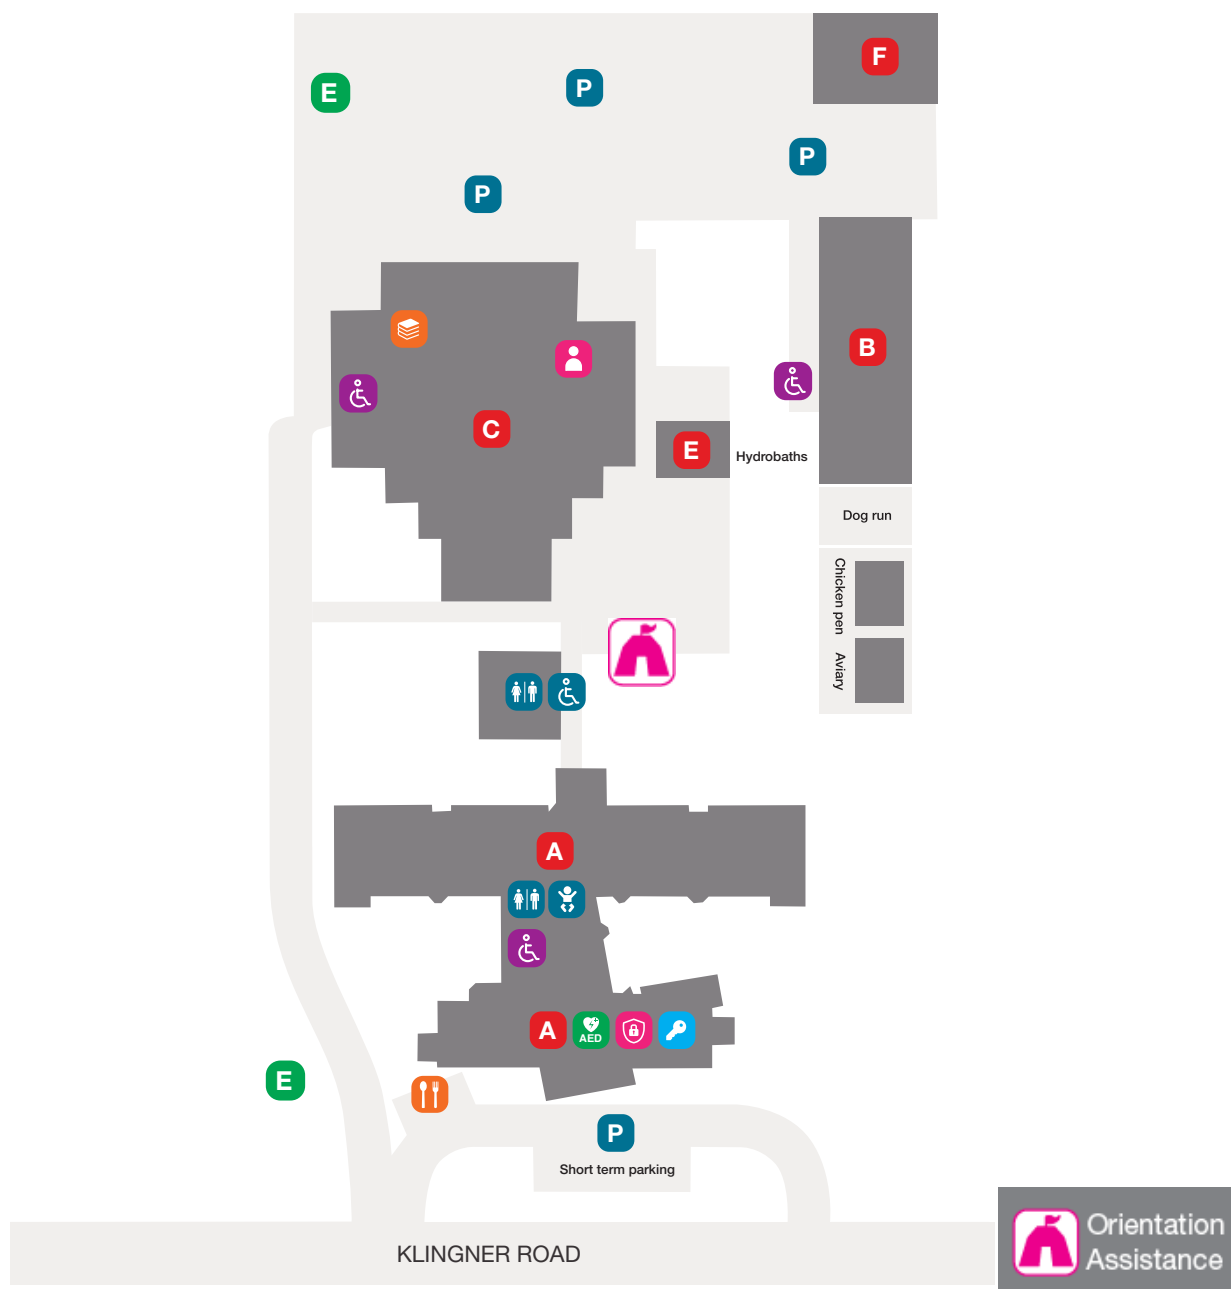 F
E
P
P
P
B
C
E
Hydrobaths
Dog run
Chicken pen
Aviary
A
A
AED
E
P
Short term parking
KLINGNER ROAD
Orientation
Assistance